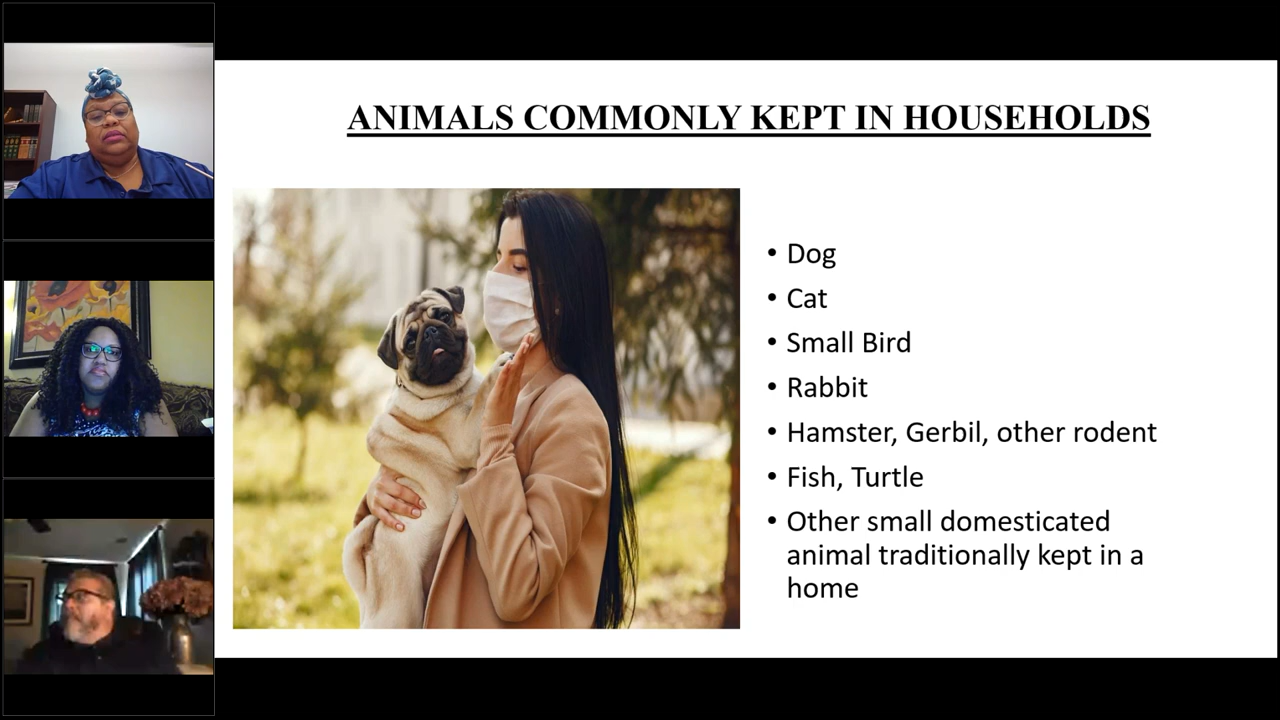 ANIMALS COMMONLY KEPT IN HOUSEHOLDS
• Dog
• Cat
• Small Bird
• Rabbit
• Hamster, Gerbil, other rodent
• Fish, Turtle
• Other small domesticated
animal traditionally kept in a
home